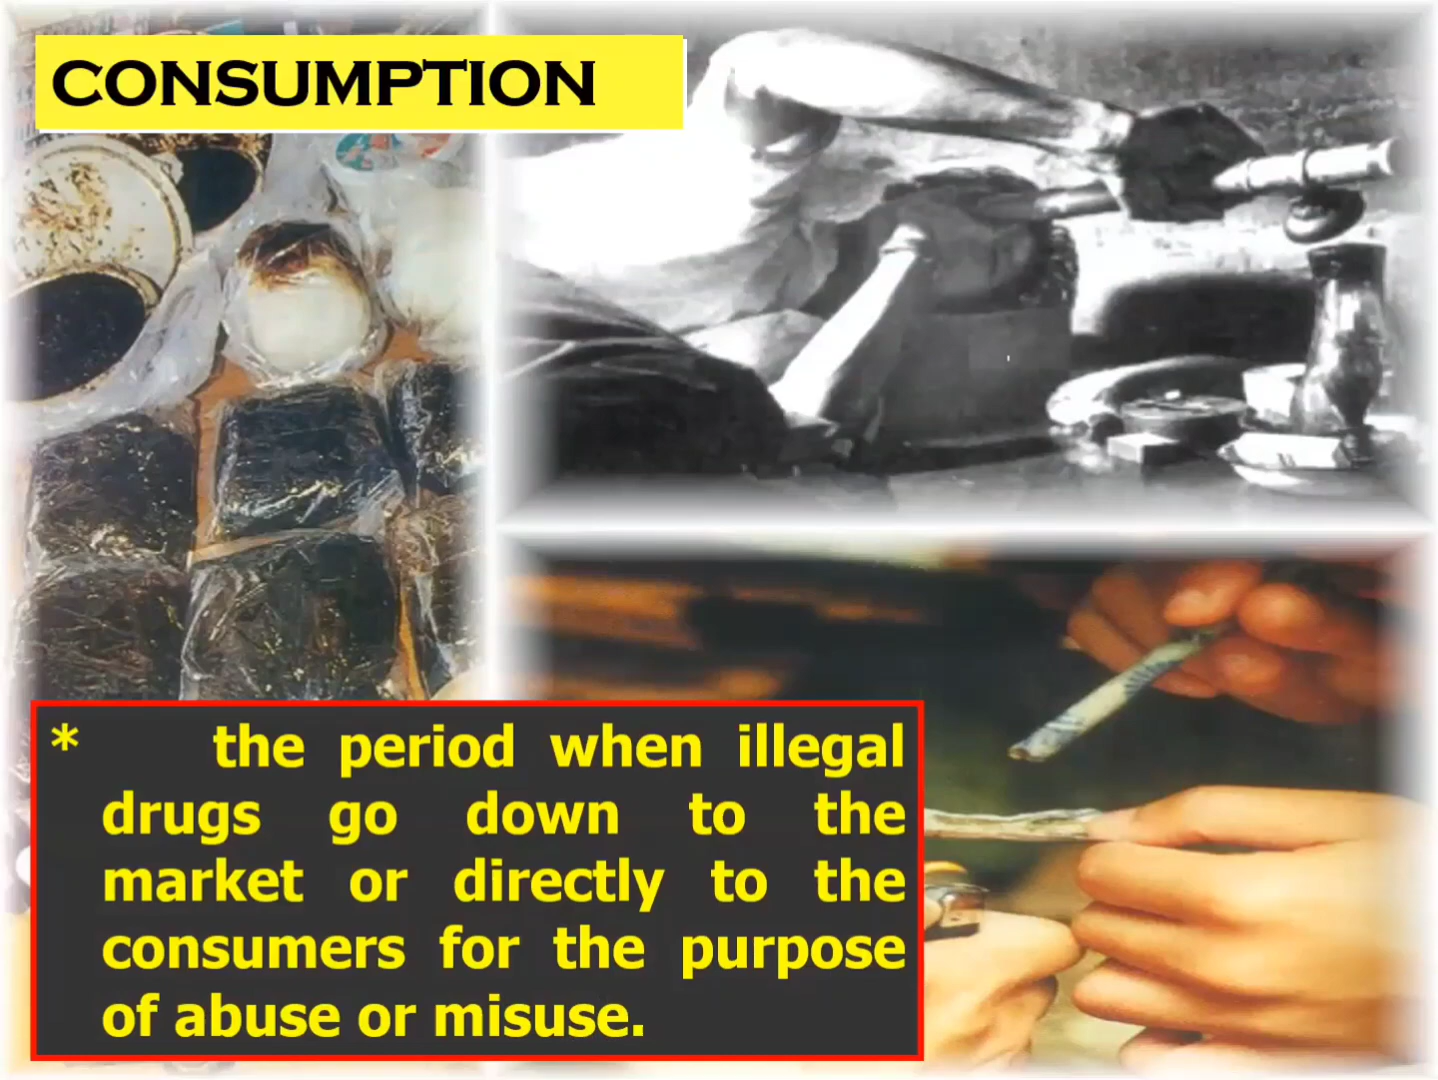 CONSUMPTION
* the period when illegal
drugs go down to the
market or directly to the
consumers for the purpose
of abuse or misuse.